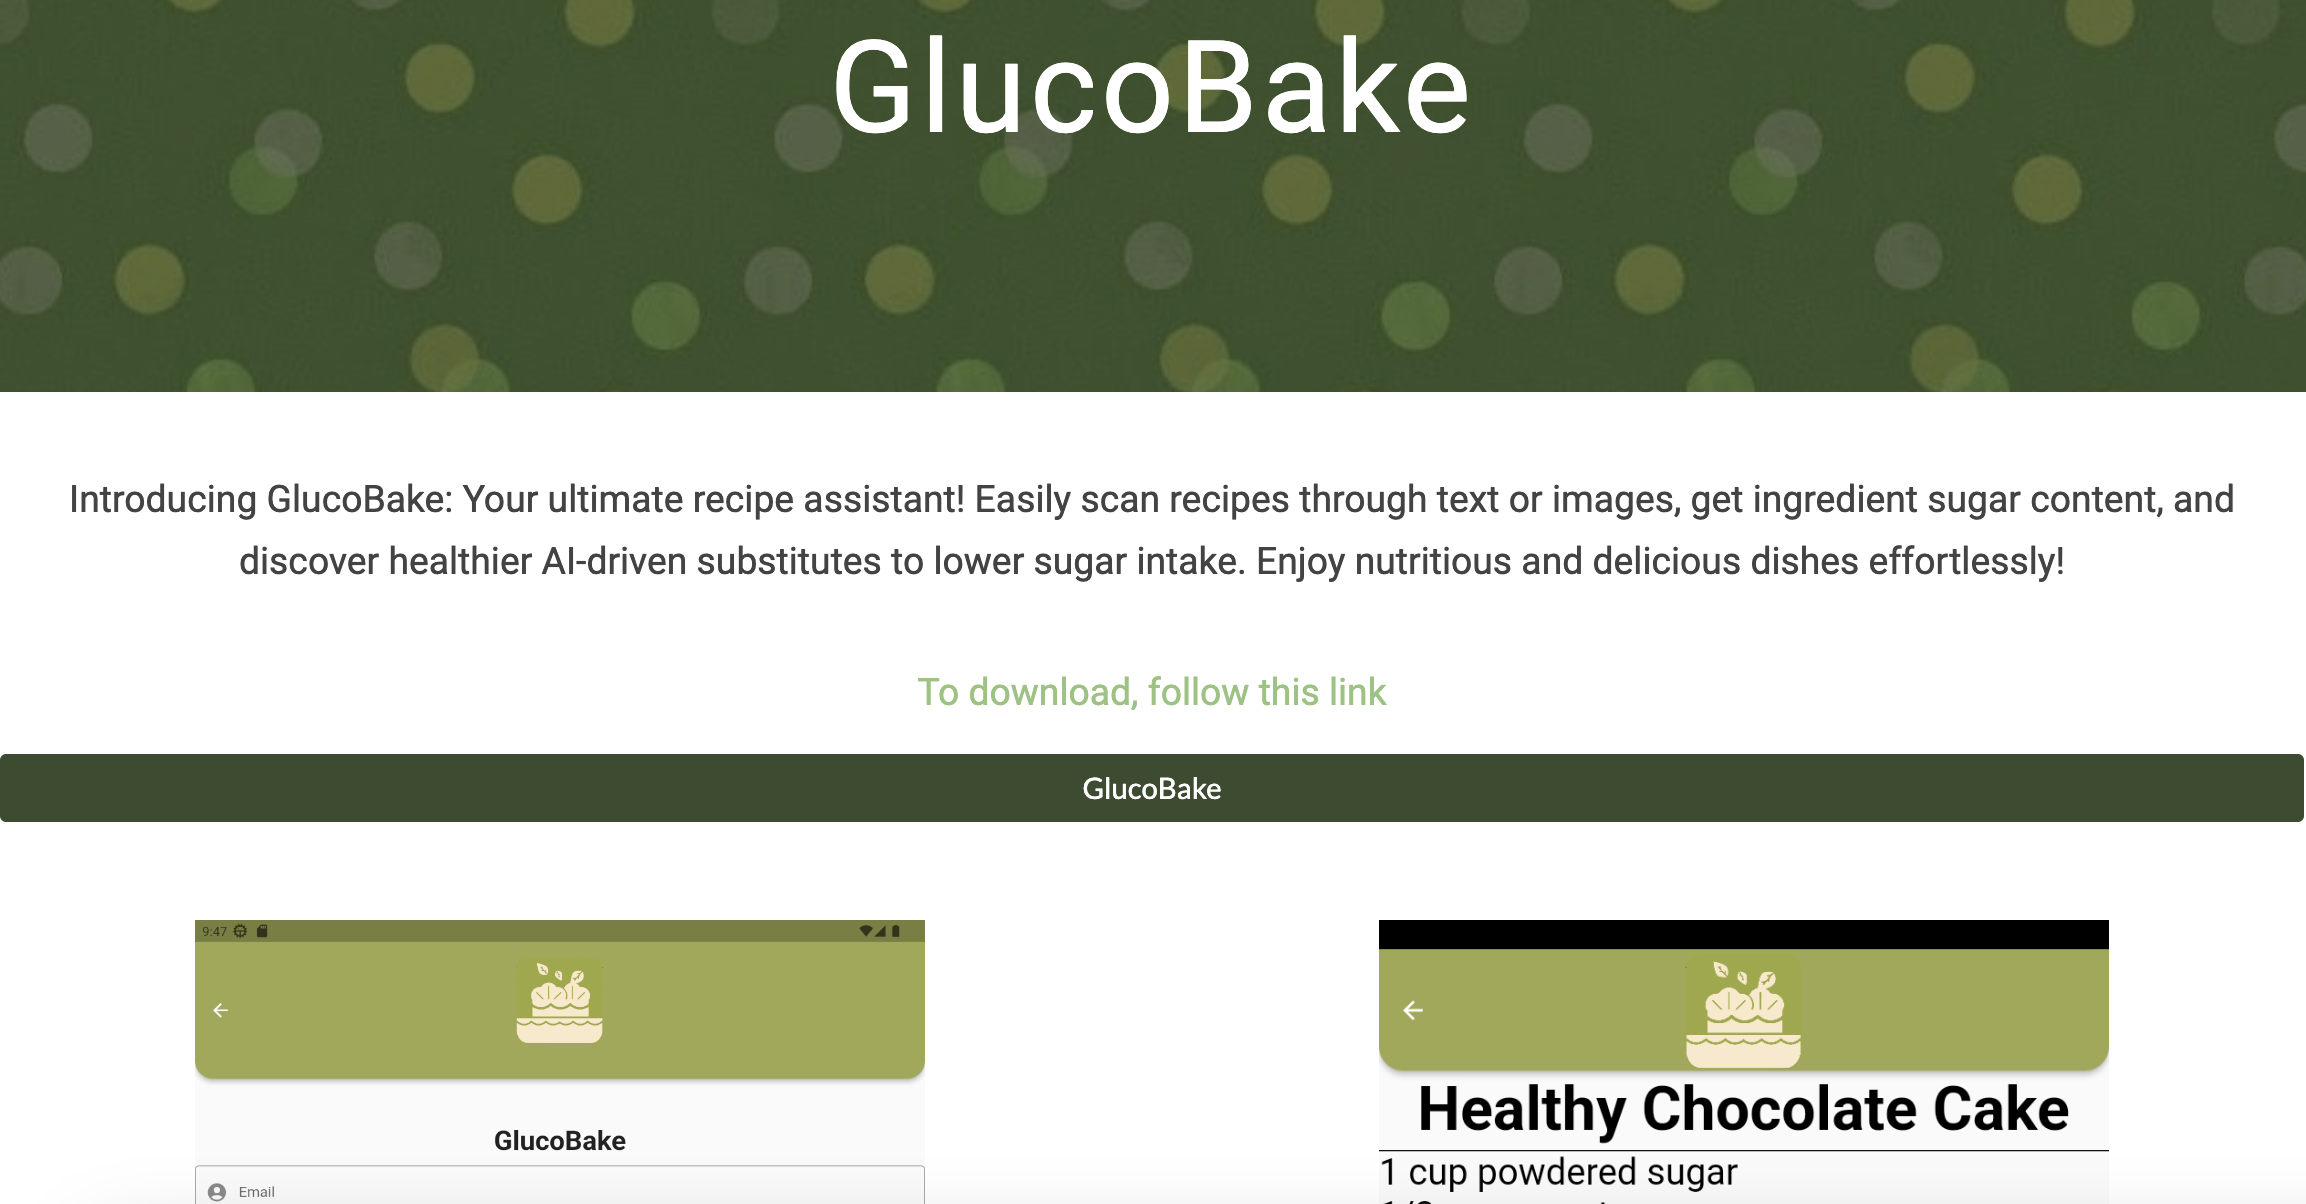 GlucoBake
Introducing GlucoBake: Your ultimate recipe assistant! Easily scan recipes through text or images, get ingredient sugar content, and
discover healthier AI-driven substitutes to lower sugar intake. Enjoy nutritious and delicious dishes effortlessly!
To download, follow this link
GlucoBake
9:47
GlucoBake
Email
Healthy Chocolate Cake
1 cup powdered sugar